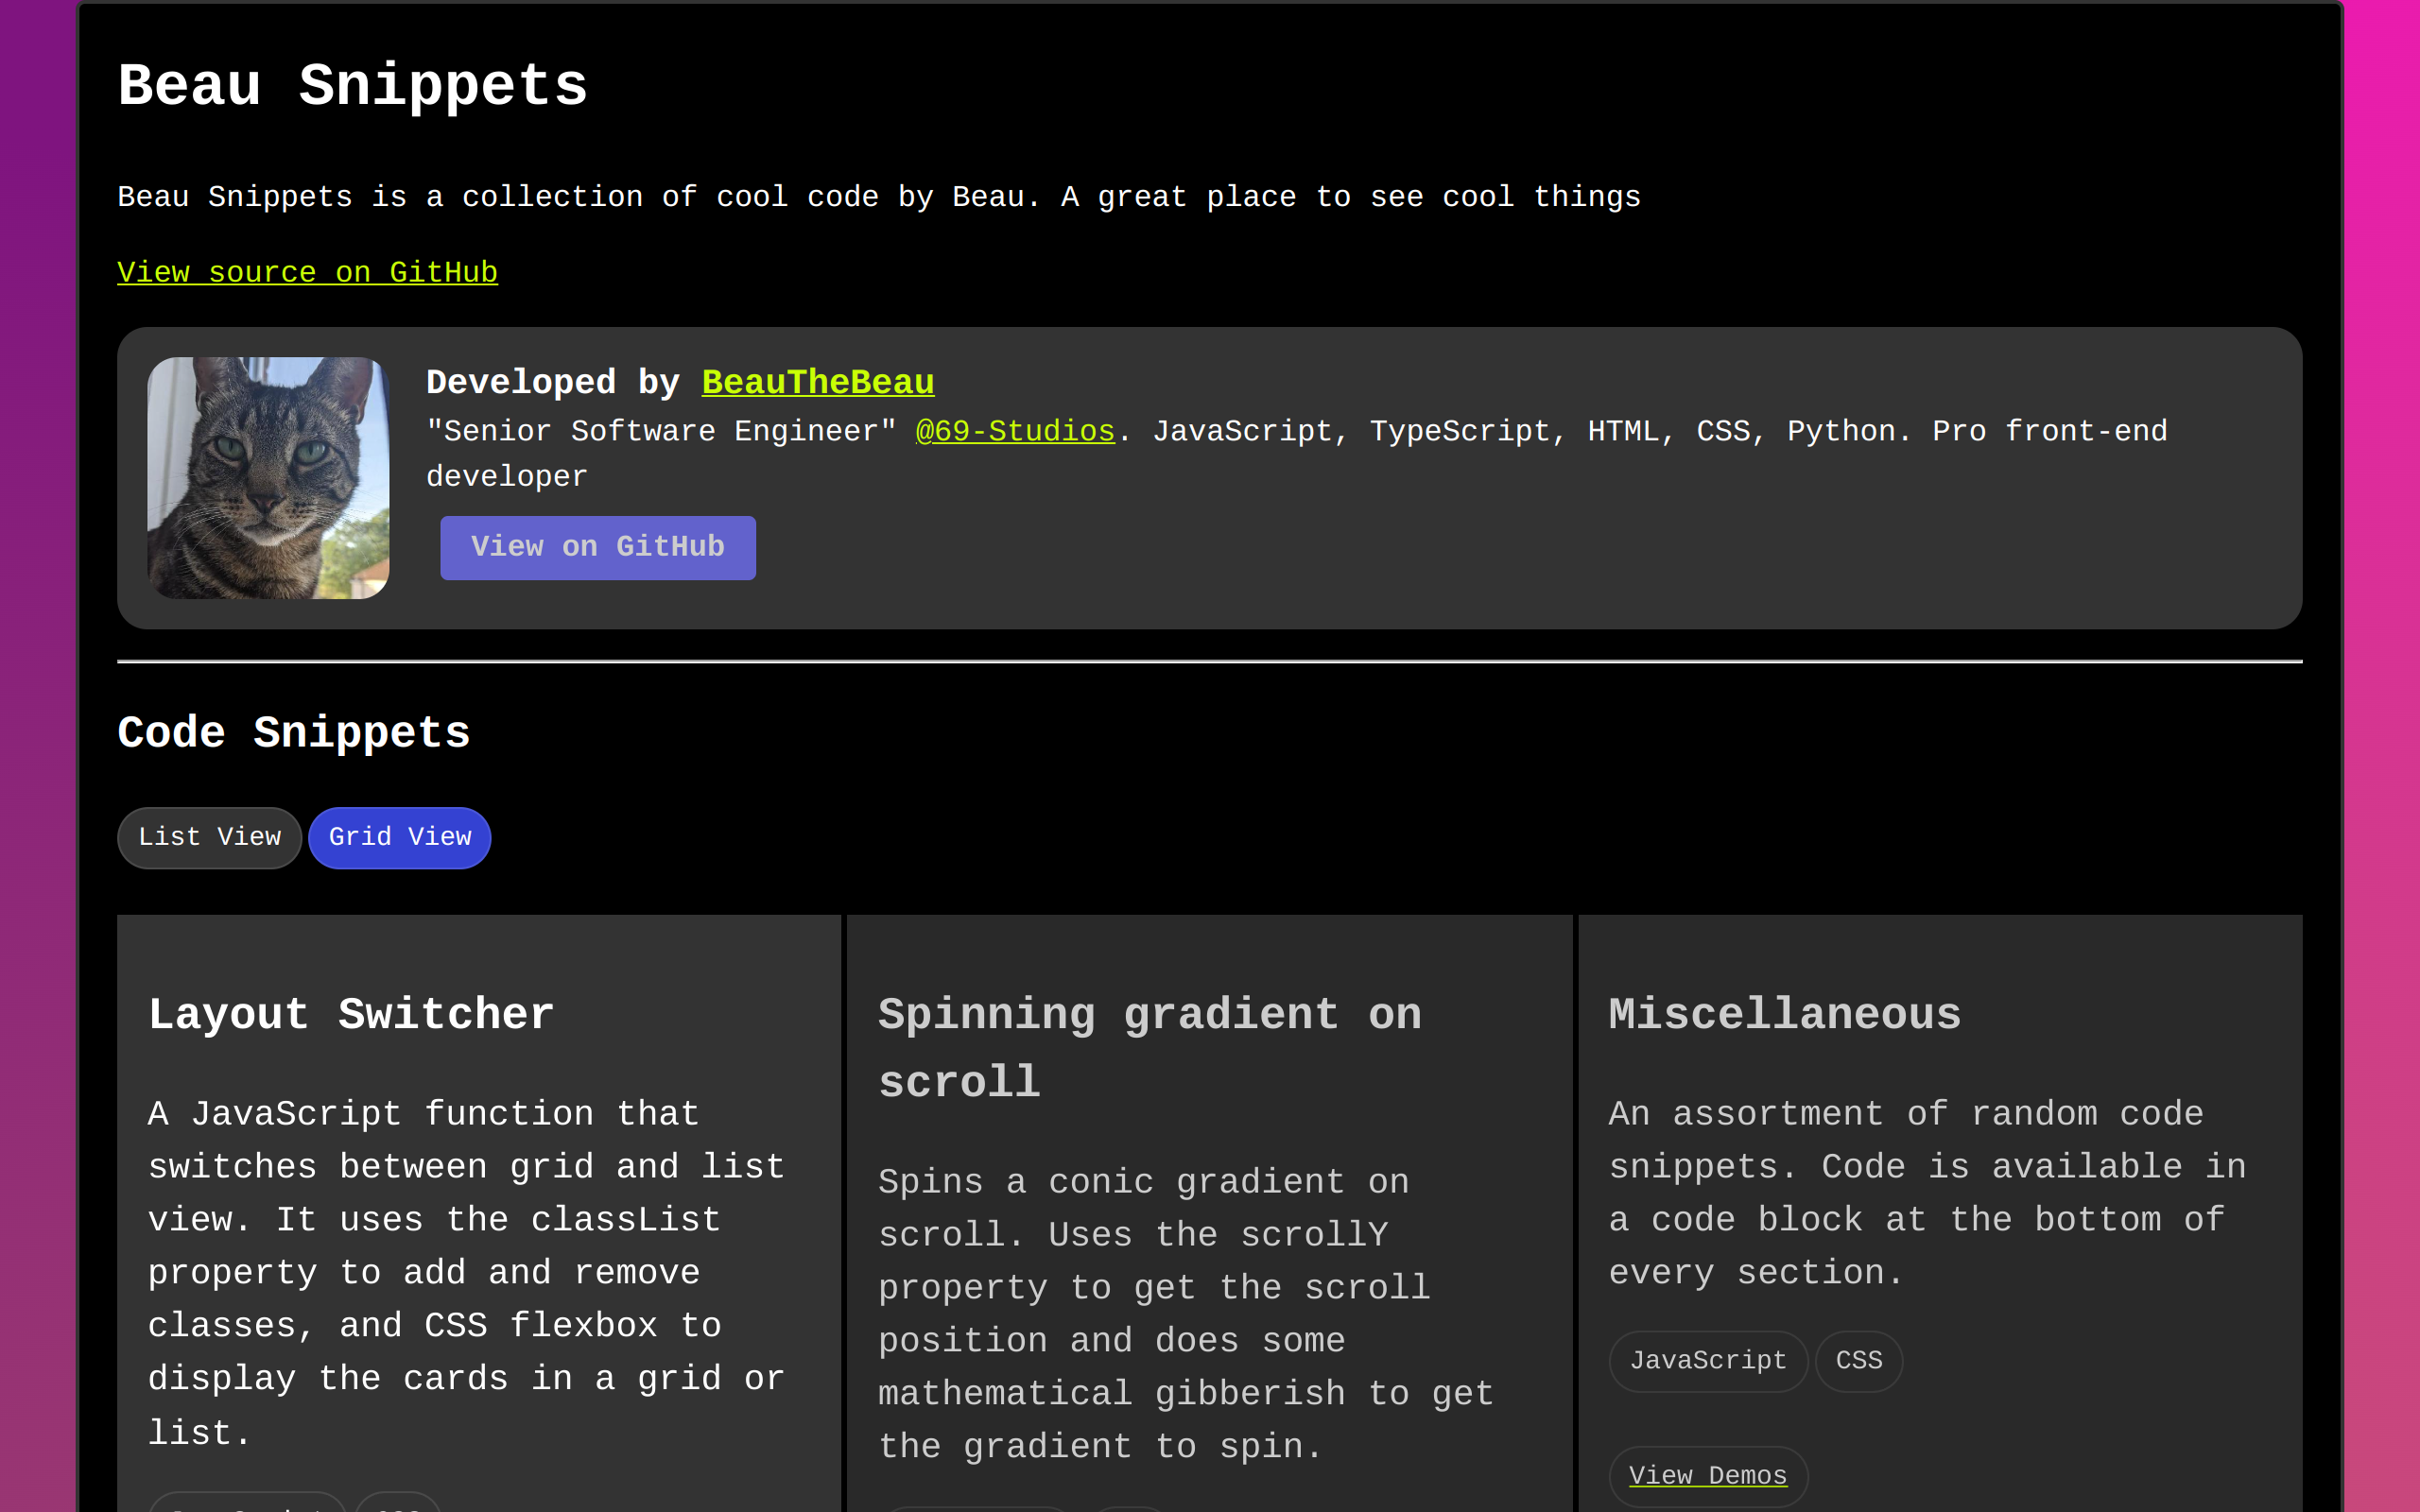 Beau Snippets
Beau Snippets is a collection of cool code by Beau. A great place to see cool things
View source on GitHub
Developed by BeauTheBeau
"Senior Software Engineer" @69-Studios. JavaScript, TypeScript, HTML, CSS, Python. Pro front-end
developer
View on GitHub
Code Snippets
List View Grid View
Layout Switcher
A JavaScript function that
switches between grid and list
view. It uses the classList
property to add and remove
classes, and CSS flexbox to
display the cards in a grid or
list.
Spinning gradient on
scroll
Spins a conic gradient on
scroll. Uses the scrollY
property to get the scroll
position and does some
mathematical gibberish to get
the gradient to spin.
Miscellaneous
An assortment of random code
snippets. Code is available in
a code block at the bottom of
every section.
JavaScript CSS
View Demos